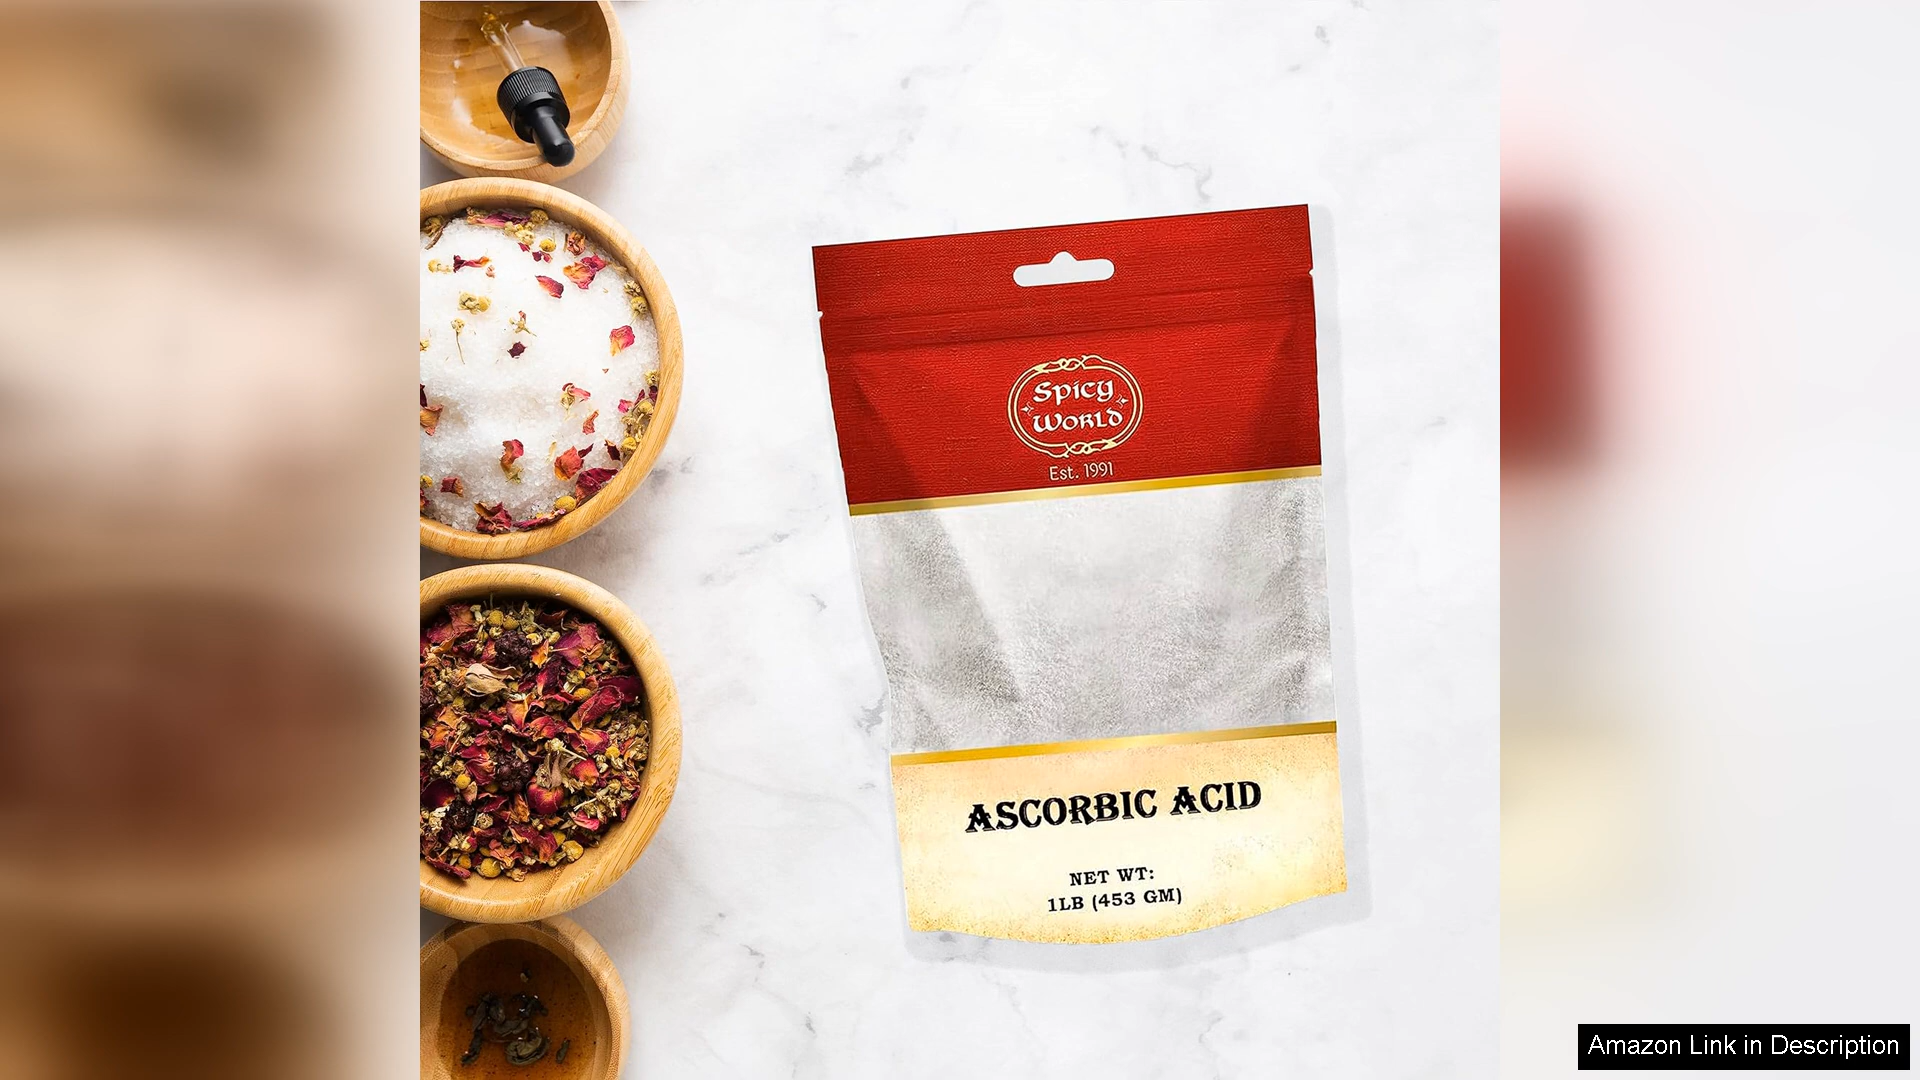 Spicy
World
Est. 1991
ASCORBIC ACID
NET WT:
1LB (453 GM)
Amazon Link in Description